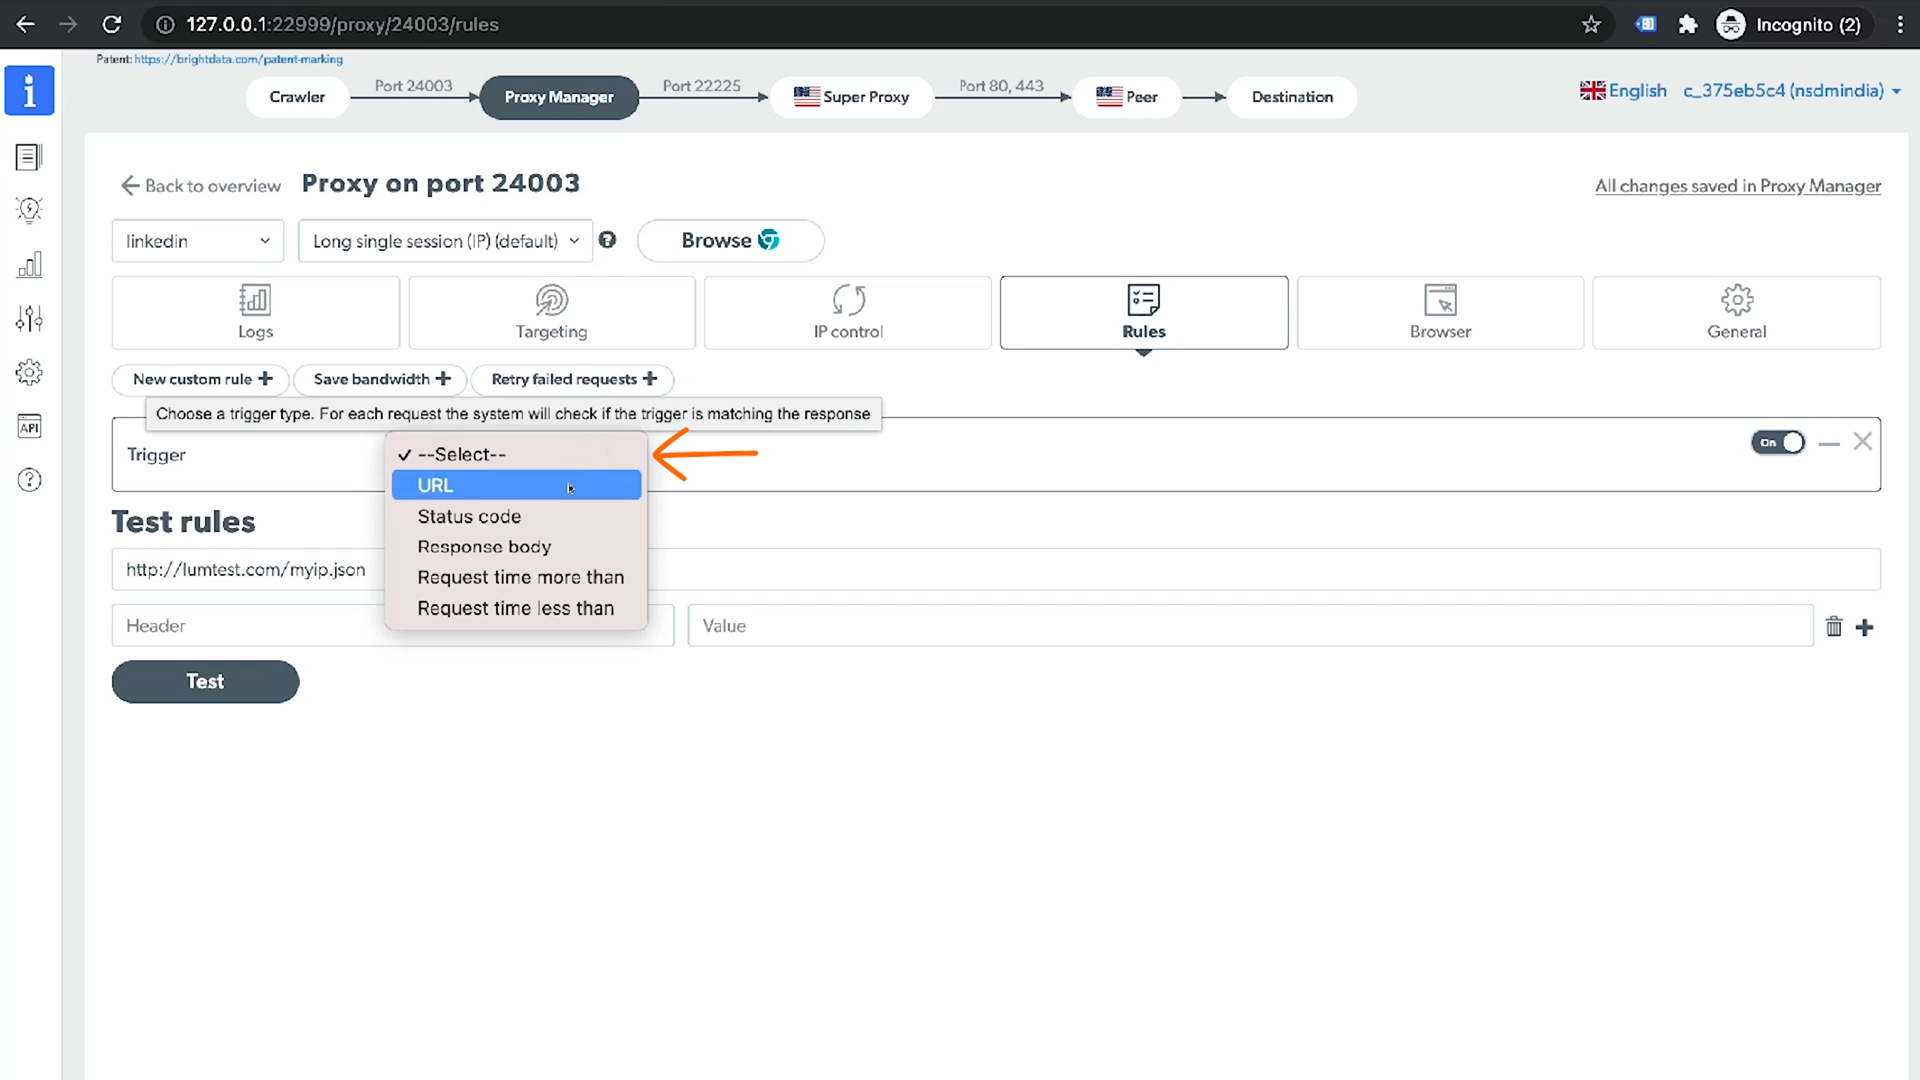 127.0.0.1:22999/proxy/24003/rules
Incognito (2)
Patent: https://brightdata.com/patent-marking
Crawler
Port 24003
Proxy Manager
Port 22225
Super Proxy
Port 80, 443
Peer
Destination
English
c_375eb5c4 (nsdmindia)
Back to overview
Proxy on port 24003
All changes saved in Proxy Manager
linkedin
Long single session (IP) (default)
?
Browse
Logs
Targeting
IP control
Rules
Browser
General
New custom rule +
Save bandwidth +
Retry failed requests +
Choose a trigger type. For each request the system will check if the trigger is matching the response
Trigger
✓ --Select--
On
URL
Status code
Response body
Request time more than
Request time less than
API
Test rules
http://lumtest.com/myip.json
Header
Value
Test